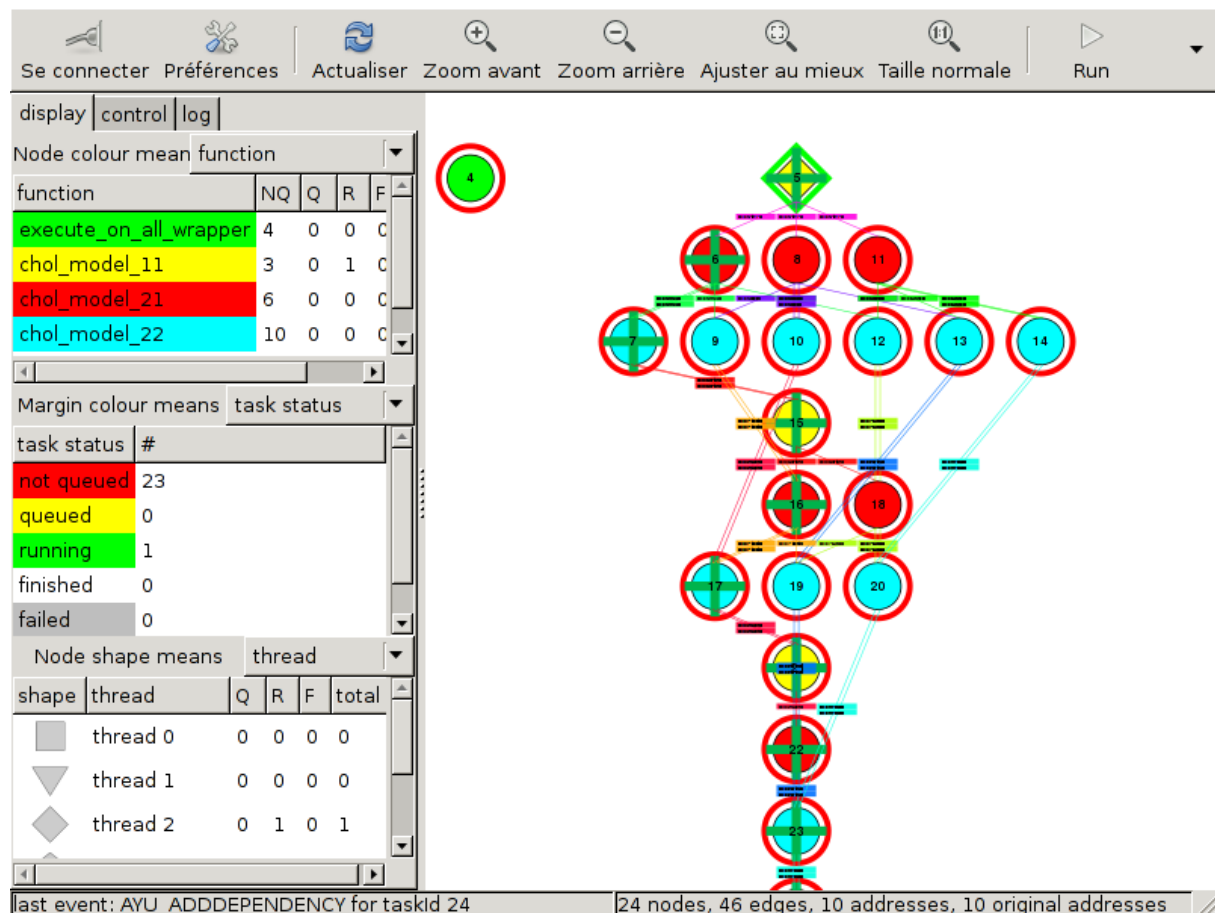 Se connecter Préférences Actualiser Zoom avant Zoom arrière Ajuster au mieux Taille normale Run
display control log
Node colour mean function
function NQ Q R F
execute_on_all_wrapper 4 0 0 0
chol_model_11 3 0 1 0
chol_model_21 6 0 0 0
chol_model_22 10 0 0 0
Margin colour means task status
task status #
not queued 23
queued 0
running 1
finished 0
failed 0
Node shape means thread
shape thread Q R F total
thread 0 0 0 0 0
thread 1 0 0 0 0
thread 2 0 1 0 1
4 5
6 8 11
7 9 10 12 13 14
15
16 18
17 19 20
22
23
last event: AYU_ADDDEPENDENCY for taskId 24
24 nodes, 46 edges, 10 addresses, 10 original addresses